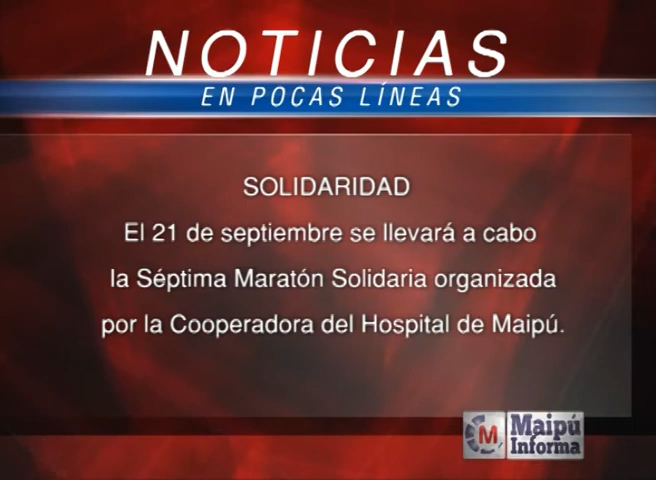 NOTICIAS
EN POCAS LÍNEAS
SOLIDARIDAD
El 21 de septiembre se llevará a cabo
la Séptima Maratón Solidaria organizada
por la Cooperadora del Hospital de Maipú.
M Maipú
Informa